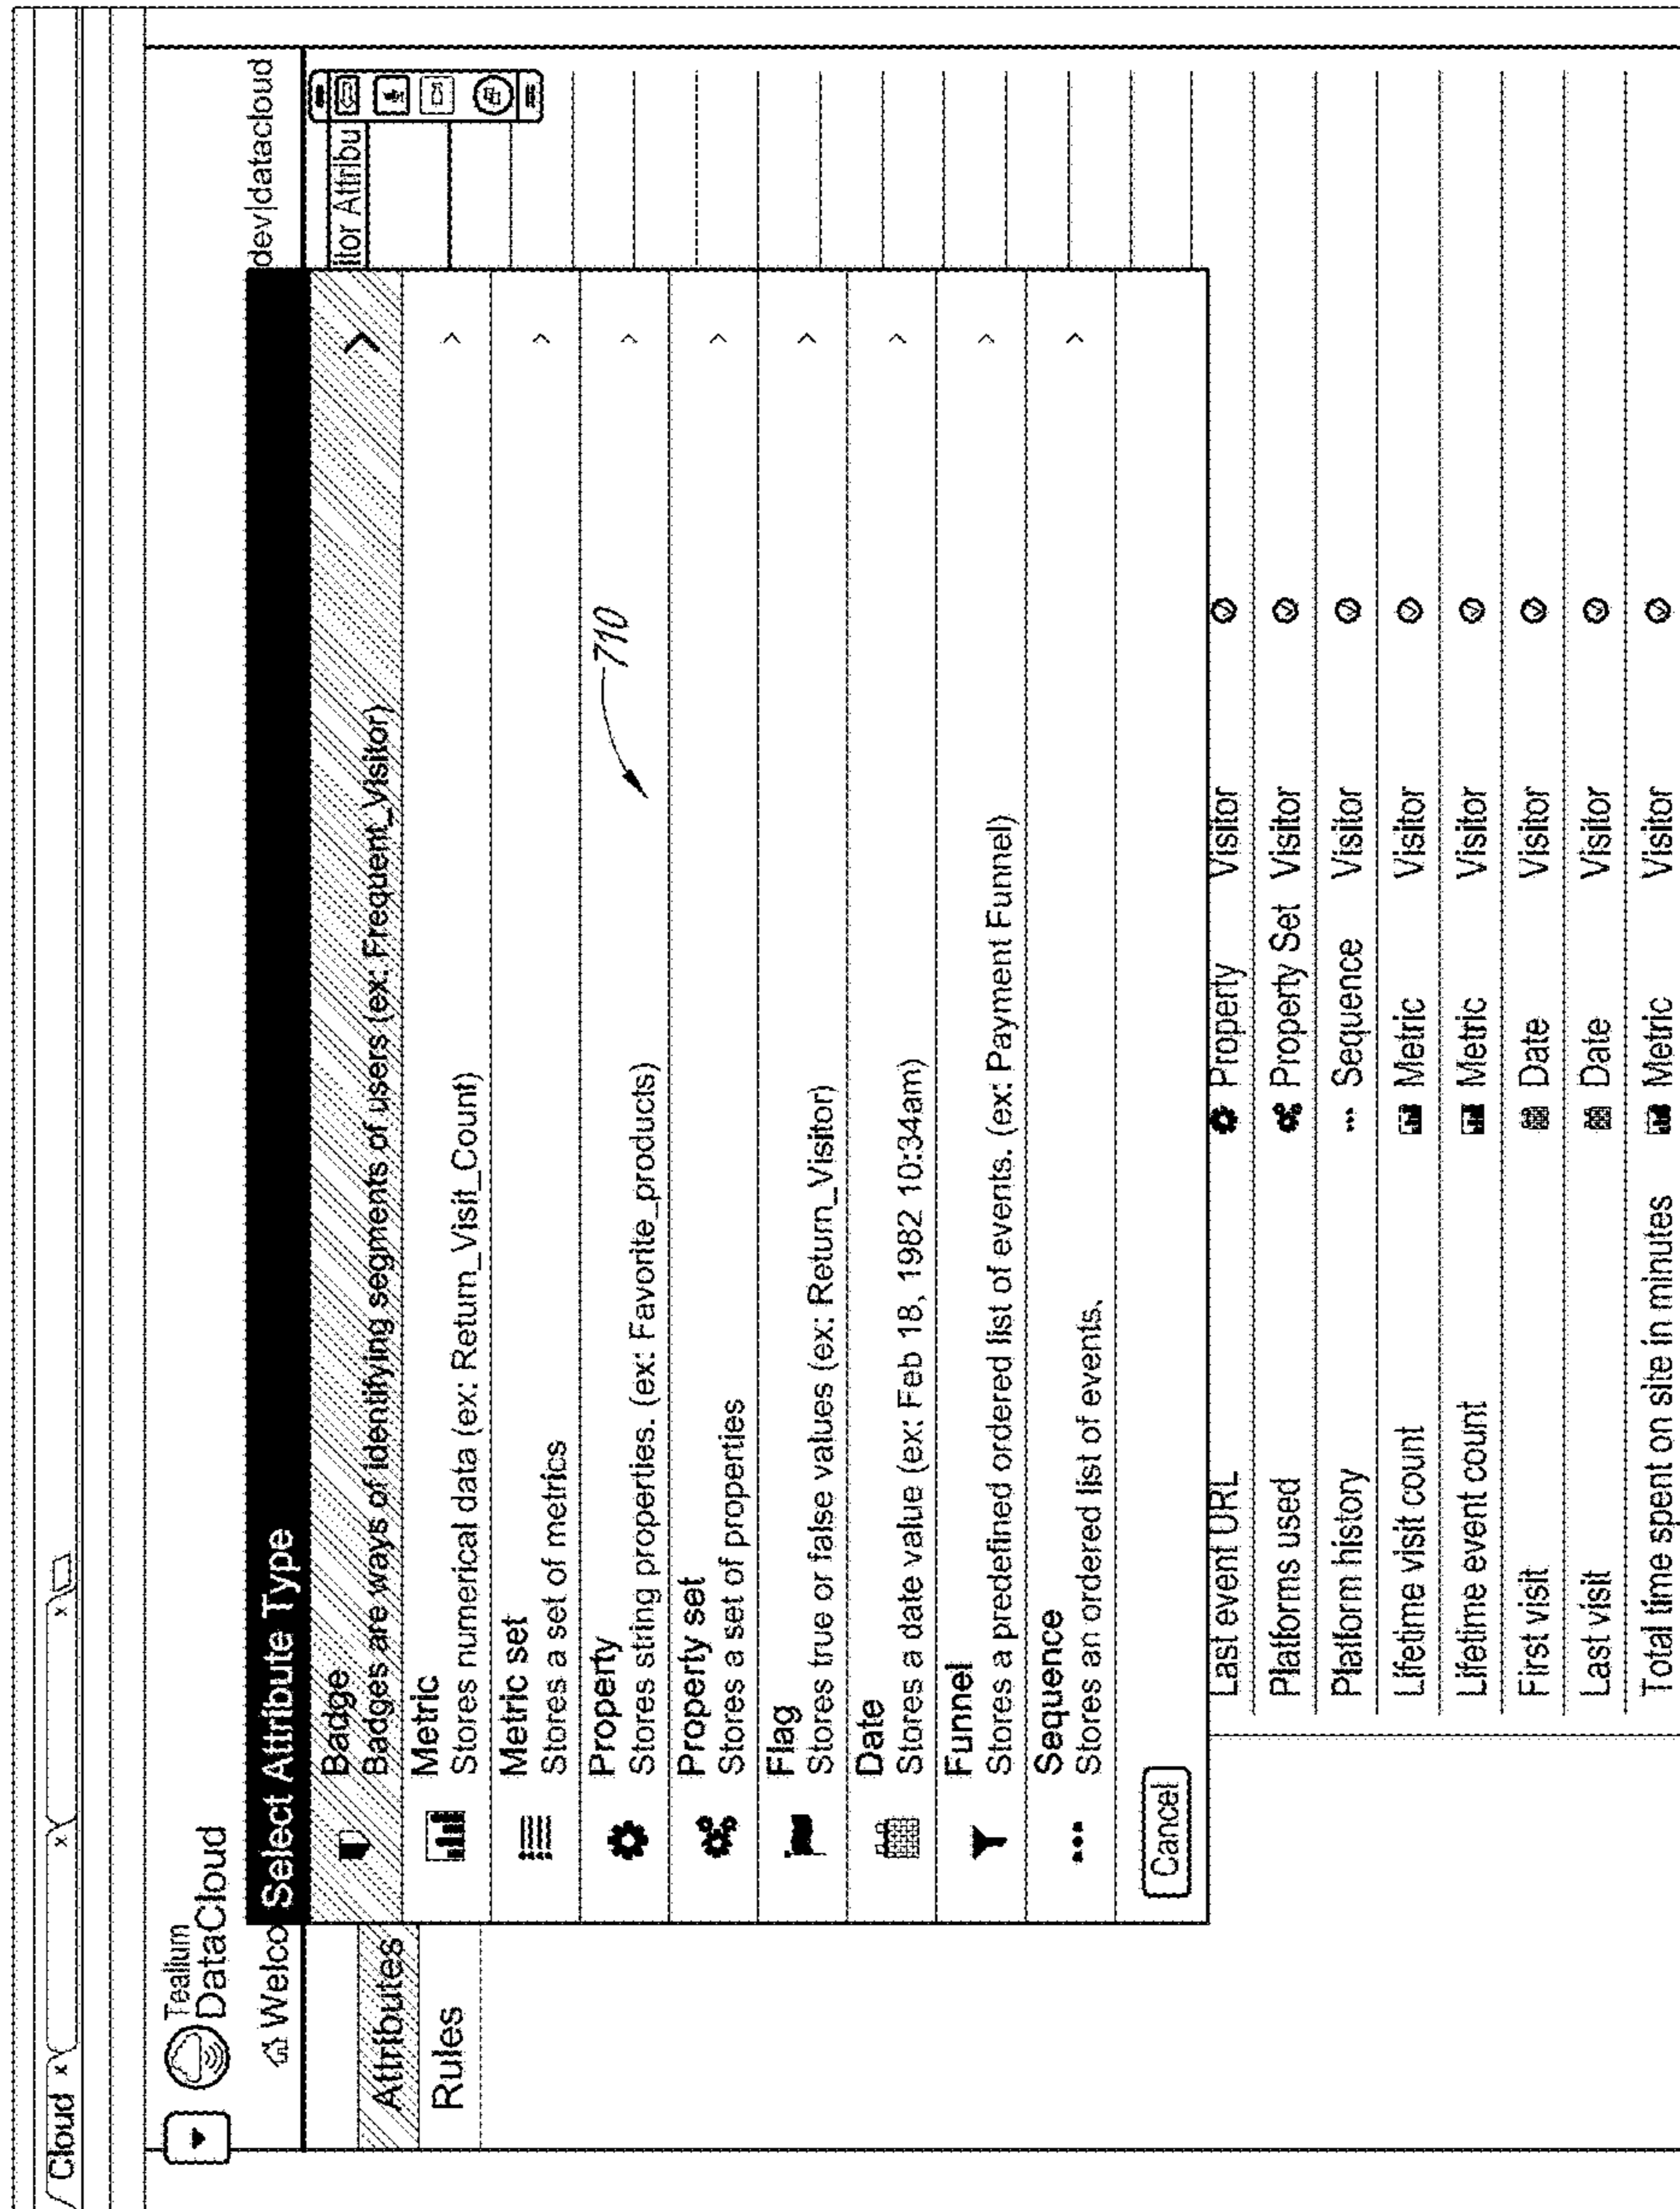 Cloud x
x
x
Tealium
DataCloud
Welco
dev|datacloud
Select Attribute Type
itor Attribu
Attributes
Rules
Badge
Badges are ways of identifying segments of users (ex: Frequent_Visitor)
Metric
Stores numerical data (ex: Return_Visit_Count)
Metric set
Stores a set of metrics
Property
Stores string properties. (ex: Favorite_products)
710
Property set
Stores a set of properties
Flag
Stores true or false values (ex: Return_Visitor)
Date
Stores a date value (ex: Feb 18, 1982 10:34am)
Funnel
Stores a predefined ordered list of events. (ex: Payment Funnel)
Sequence
Stores an ordered list of events.
Cancel
Last event URL Property Visitor
Platforms used Property Set Visitor
Platform history Sequence Visitor
Lifetime visit count Metric Visitor
Lifetime event count Metric Visitor
First visit Date Visitor
Last visit Date Visitor
Total time spent on site in minutes Metric Visitor